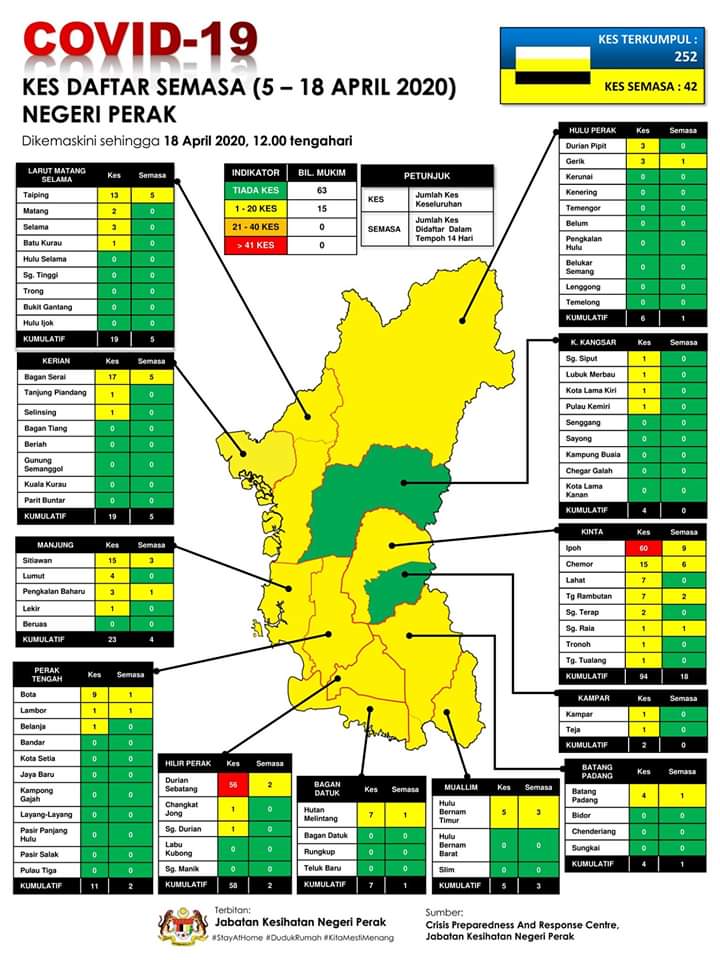 COVID-19
KES DAFTAR SEMASA (5 – 18 APRIL 2020)
NEGERI PERAK
Dikemaskini sehingga 18 April 2020, 12.00 tengahari
KES TERKUMPUL :
252
KES SEMASA : 42
INDIKATOR BIL. MUKIM
TIADA KES 63
1 - 20 KES 15
21 - 40 KES 0
> 41 KES 0
PETUNJUK
KES Jumlah Kes
Keseluruhan
SEMASA Jumlah Kes
Didaftar Dalam
Tempoh 14 Hari
LARUT MATANG
SELAMA Kes Semasa
Taiping 13 5
Matang 2 0
Selama 3 0
Batu Kurau 1 0
Hulu Selama 0 0
Sg. Tinggi 0 0
Trong 0 0
Bukit Gantang 0 0
Hulu Ijok 0 0
KUMULATIF 19 5
KERIAN Kes Semasa
Bagan Serai 17 5
Tanjung Piandang 1 0
Selinsing 1 0
Bagan Tiang 0 0
Beriah 0 0
Gunung
Semanggol 0 0
Kuala Kurau 0 0
Parit Buntar 0 0
KUMULATIF 19 5
MANJUNG Kes Semasa
Sitiawan 15 3
Lumut 4 0
Pengkalan Baharu 3 1
Lekir 1 0
Beruas 0 0
KUMULATIF 23 4
PERAK
TENGAH Kes Semasa
Bota 9 1
Lambor 1 1
Belanja 1 0
Bandar 0 0
Kota Setia 0 0
Jaya Baru 0 0
Kampong
Gajah 0 0
Layang-Layang 0 0
Pasir Panjang
Hulu 0 0
Pasir Salak 0 0
Pulau Tiga 0 0
KUMULATIF 11 2
HILIR PERAK Kes Semasa
Durian
Sebatang 56 2
Changkat
Jong 1 0
Sg. Durian 1 0
Labu
Kubong 0 0
Sg. Manik 0 0
KUMULATIF 58 2
BAGAN
DATUK Kes Semasa
Hutan
Melintang 7 1
Bagan Datuk 0 0
Rungkup 0 0
Teluk Baru 0 0
KUMULATIF 7 1
MUALLIM Kes Semasa
Hulu
Bernam
Timur 5 3
Hulu
Bernam
Barat 0 0
Slim 0 0
KUMULATIF 5 3
HULU PERAK Kes Semasa
Durian Pipit 3 0
Gerik 3 1
Kerunai 0 0
Kenering 0 0
Temengor 0 0
Belum 0 0
Pengkalan
Hulu 0 0
Belukar
Semang 0 0
Lenggong 0 0
Temelong 0 0
KUMULATIF 6 1
K. KANGSAR Kes Semasa
Sg. Siput 1 0
Lubuk Merbau 1 0
Kota Lama Kiri 1 0
Pulau Kemiri 1 0
Senggang 0 0
Sayong 0 0
Kampung Buaia 0 0
Chegar Galah 0 0
Kota Lama
Kanan 0 0
KUMULATIF 4 0
KINTA Kes Semasa
Ipoh 60 9
Chemor 15 6
Lahat 7 0
Tg Rambutan 7 2
Sg. Terap 2 0
Sg. Raia 1 1
Tronoh 1 0
Tg. Tualang 1 0
KUMULATIF 94 18
KAMPAR Kes Semasa
Kampar 1 0
Teja 1 0
KUMULATIF 2 0
BATANG
PADANG Kes Semasa
Batang
Padang 4 1
Bidor 0 0
Chenderiang 0 0
Sungkai 0 0
KUMULATIF 4 1
Terbitan:
Jabatan Kesihatan Negeri Perak
#StayAtHome #DudukRumah #KitaMestiMenang
Sumber:
Crisis Preparedness And Response Centre,
Jabatan Kesihatan Negeri Perak